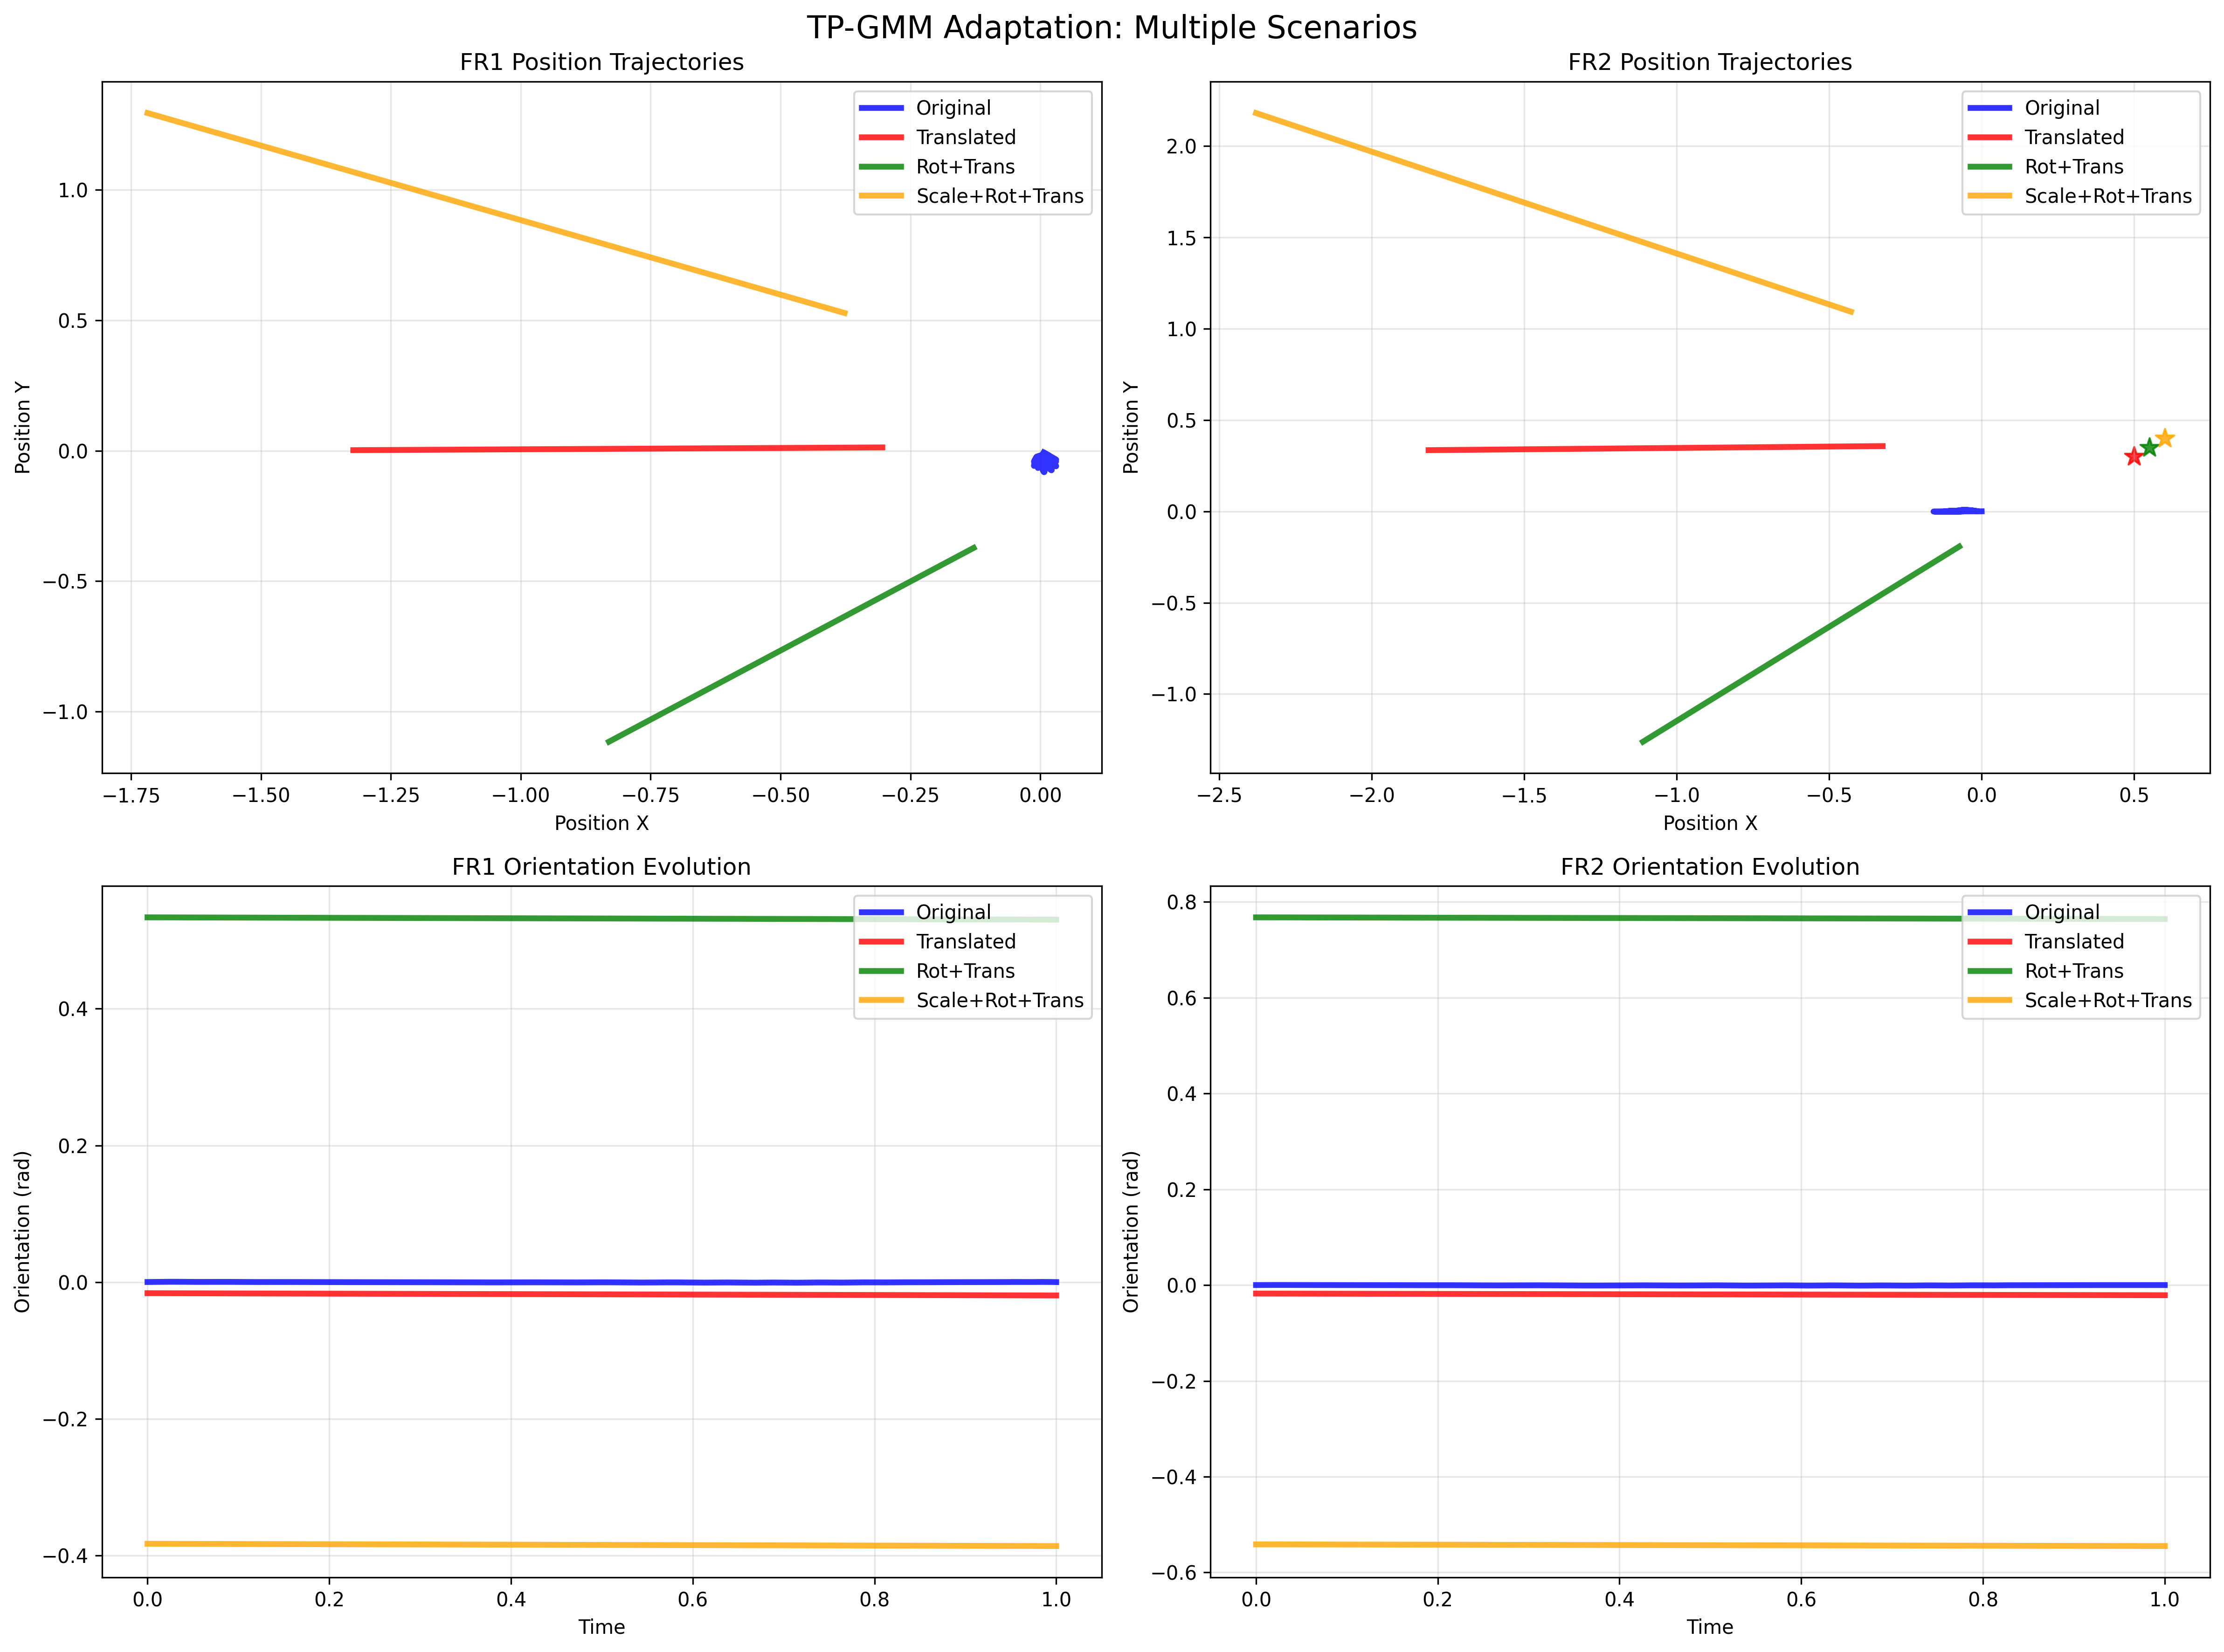 TP-GMM Adaptation: Multiple Scenarios
FR1 Position Trajectories
Original
Translated
Rot+Trans
Scale+Rot+Trans
1.0
0.5
0.0
−0.5
−1.0
Position Y
−1.75
−1.50
−1.25
−1.00
−0.75
−0.50
−0.25
0.00
Position X
FR2 Position Trajectories
Original
Translated
Rot+Trans
Scale+Rot+Trans
2.0
1.5
1.0
0.5
0.0
−0.5
−1.0
Position Y
−2.5
−2.0
−1.5
−1.0
−0.5
0.0
0.5
Position X
FR1 Orientation Evolution
Original
Translated
Rot+Trans
Scale+Rot+Trans
0.4
0.2
0.0
−0.2
−0.4
Orientation (rad)
0.0
0.2
0.4
0.6
0.8
1.0
Time
FR2 Orientation Evolution
Original
Translated
Rot+Trans
Scale+Rot+Trans
0.8
0.6
0.4
0.2
0.0
−0.2
−0.4
−0.6
Orientation (rad)
0.0
0.2
0.4
0.6
0.8
1.0
Time